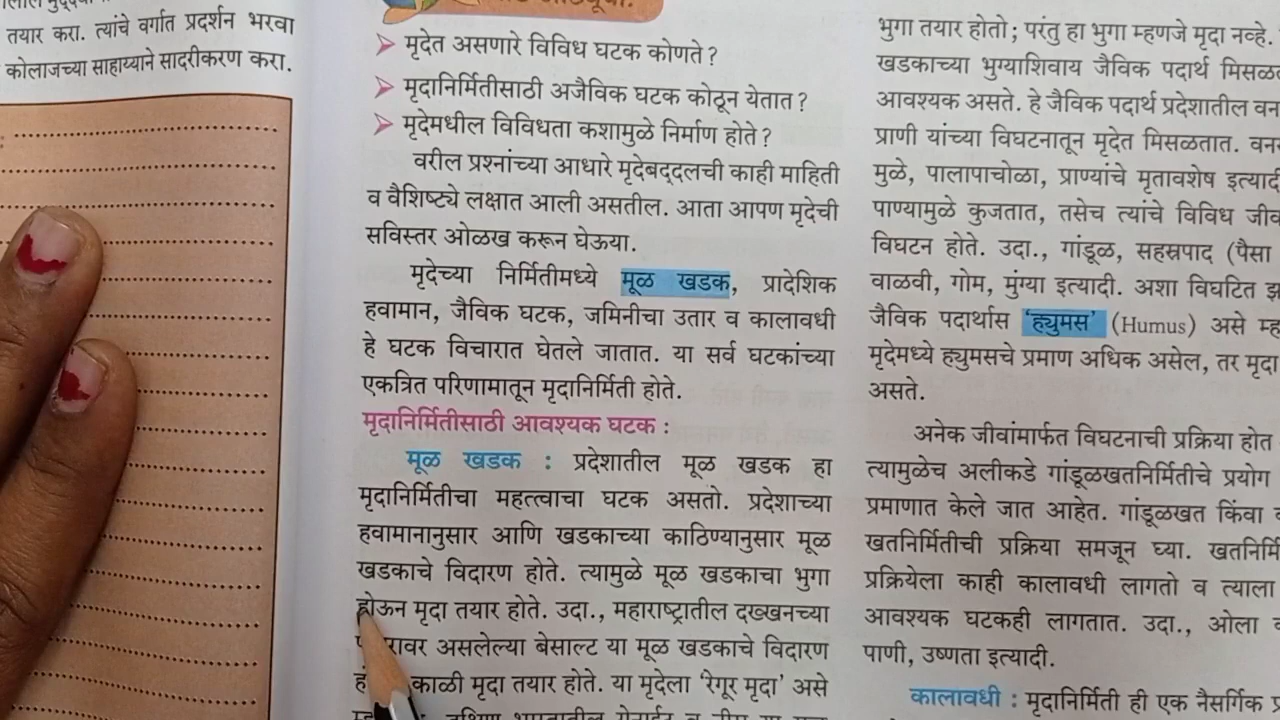 तयार करा. त्यांचे वर्गात प्रदर्शन भरवा
कोलाजच्या साहाय्याने सादरीकरण करा.
मृदेत असणारे विविध घटक कोणते ?
मृदानिर्मितीसाठी अजैविक घटक कोठून येतात ?
मृदेमधील विविधता कशामुळे निर्माण होते ?
वरील प्रश्नांच्या आधारे मृदेबद्दलची काही माहिती
व वैशिष्ट्ये लक्षात आली असतील. आता आपण मृदेची
सविस्तर ओळख करून घेऊया.
मृदेच्या निर्मितीमध्ये मूळ खडक, प्रादेशिक
हवामान, जैविक घटक, जमिनीचा उतार व कालावधी
हे घटक विचारात घेतले जातात. या सर्व घटकांच्या
एकत्रित परिणामातून मृदानिर्मिती होते.
मृदानिर्मितीसाठी आवश्यक घटक :
मूळ खडक : प्रदेशातील मूळ खडक हा
मृदानिर्मितीचा महत्त्वाचा घटक असतो. प्रदेशाच्या
हवामानानुसार आणि खडकाच्या काठिण्यानुसार मूळ
खडकाचे विदारण होते. त्यामुळे मूळ खडकाचा भुगा
होऊन मृदा तयार होते. उदा., महाराष्ट्रातील दख्खनच्या
असलेल्या बेसाल्ट या मूळ खडकाचे विदारण
काळी मृदा तयार होते. या मृदेला ‘रेगूर मृदा’ असे
भुगा तयार होतो ; परंतु हा भुगा म्हणजे मृदा नव्हे.
खडकाच्या भुग्याशिवाय जैविक पदार्थ
आवश्यक असते. हे जैविक पदार्थ प्रदेशातील
प्राणी यांच्या विघटनातून मृदेत मिसळतात.
मुळे, पालापाचोळा, प्राण्यांचे मृतावशेष
पाण्यामुळे कुजतात, तसेच त्यांचे विविध
विघटन होते. उदा., गांडूळ, सहस्रपाद (पैसा
वाळवी, गोम, मुंग्या इत्यादी. अशा विघटित
जैविक पदार्थास ‘ह्युमस’ (Humus) असे
मृदेमध्ये ह्युमसचे प्रमाण अधिक असेल, तर मृदा
असते.
अनेक जीवांमार्फत विघटनाची प्रक्रिया होत
त्यामुळेच अलीकडे गांडूळखतनिर्मितीचे प्रयोग
प्रमाणात केले जात आहेत. गांडूळखत किंवा
खतनिर्मितीची प्रक्रिया समजून घ्या.
प्रक्रियेला काही कालावधी लागतो व त्याला
आवश्यक घटकही लागतात. उदा., ओला
पाणी, उष्णता इत्यादी.
कालावधी : मृदानिर्मिती ही एक नैसर्गिक